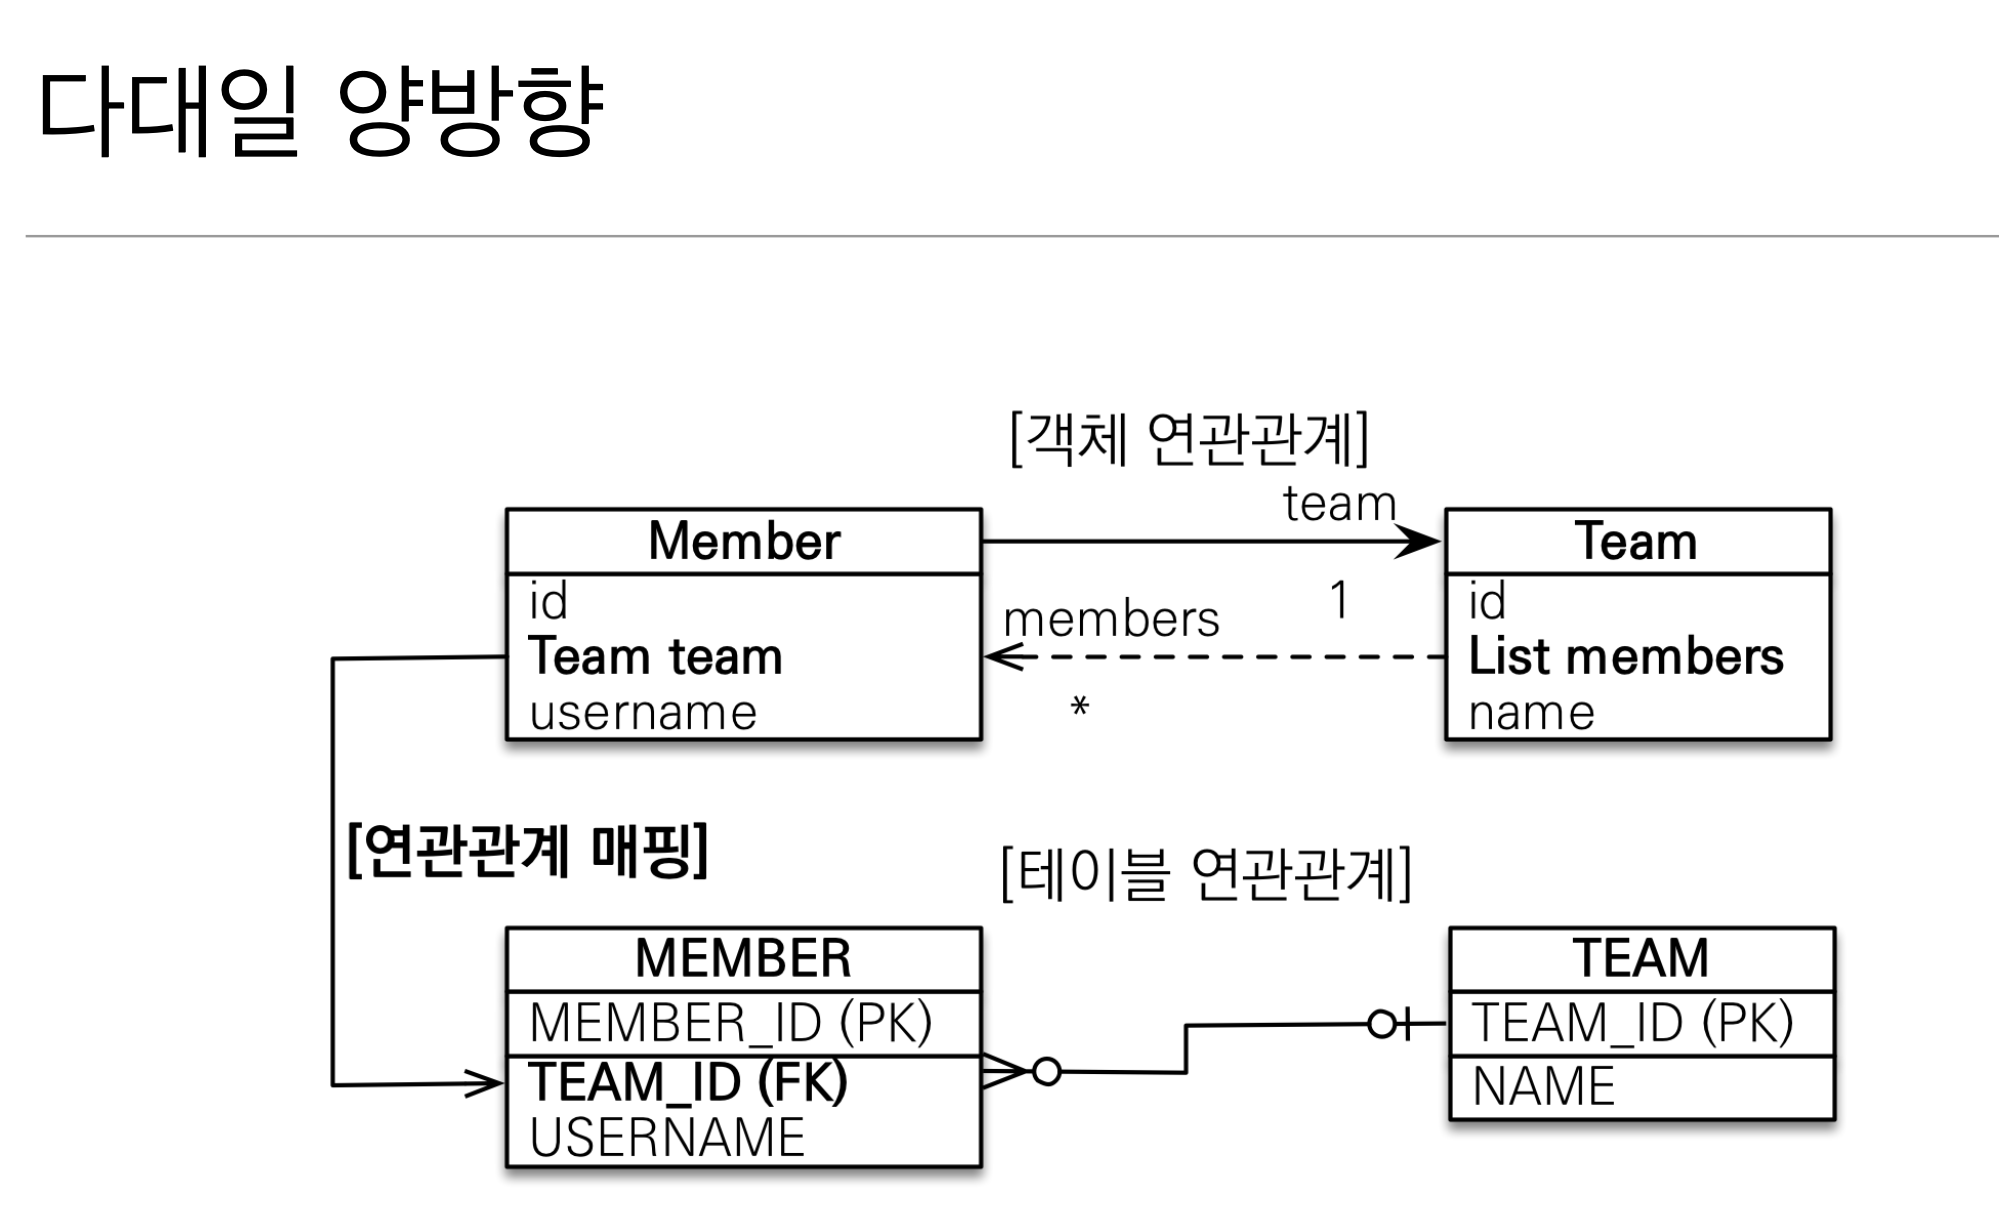 다대일 양방향
[객체 연관관계]
team
Member
id
Team team
username
members
1
*
Team
id
List members
name
[연관관계 매핑]
[테이블 연관관계]
MEMBER
MEMBER_ID (PK)
TEAM_ID (FK)
USERNAME
TEAM
TEAM_ID (PK)
NAME